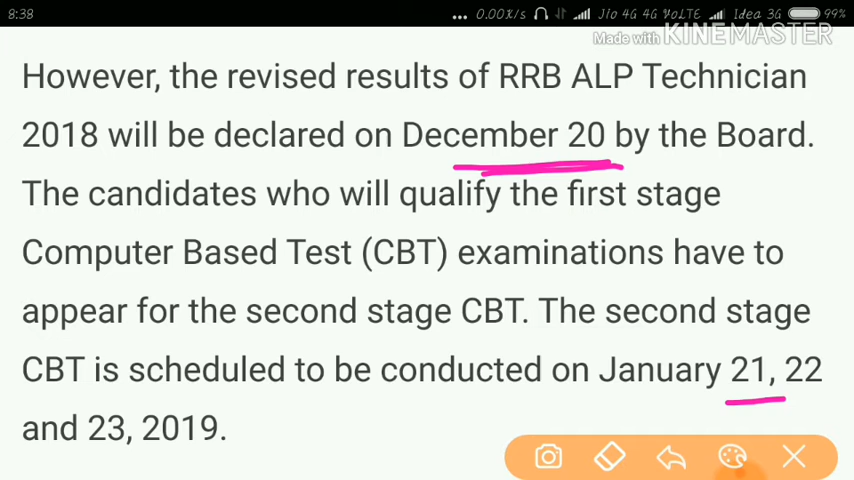 8:38 ... 0.00K/s Jio 4G 4G VoLTE Idea 3G 99%
Made with KINEMASTER
However, the revised results of RRB ALP Technician
2018 will be declared on December 20 by the Board.
The candidates who will qualify the first stage
Computer Based Test (CBT) examinations have to
appear for the second stage CBT. The second stage
CBT is scheduled to be conducted on January 21, 22
and 23, 2019.